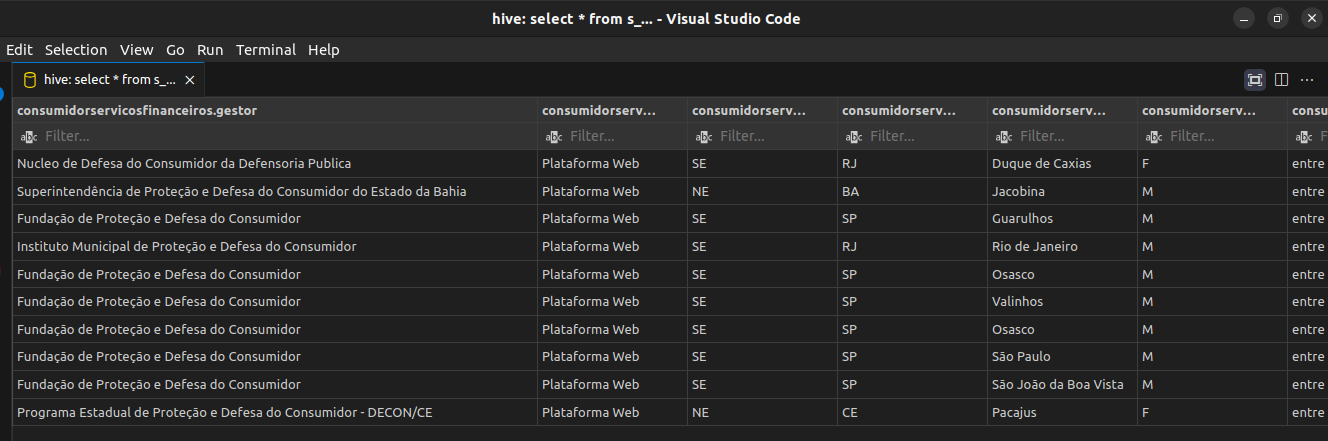 hive: select * from s_... - Visual Studio Code
Edit Selection View Go Run Terminal Help
hive: select * from s_...
consumidorservicosfinanceiros.gestor consumidorserv... consumidorserv... consumidorserv... consumidorserv... consumidorserv... consu
abc Filter... abc Filter... abc Filter... abc Filter... abc Filter... abc Filter... abc F
Nucleo de Defesa do Consumidor da Defensoria Publica Plataforma Web SE RJ Duque de Caxias F entre
Superintendência de Proteção e Defesa do Consumidor do Estado da Bahia Plataforma Web NE BA Jacobina M entre
Fundação de Proteção e Defesa do Consumidor Plataforma Web SE SP Guarulhos M entre
Instituto Municipal de Proteção e Defesa do Consumidor Plataforma Web SE RJ Rio de Janeiro M entre
Fundação de Proteção e Defesa do Consumidor Plataforma Web SE SP Osasco M entre
Fundação de Proteção e Defesa do Consumidor Plataforma Web SE SP Valinhos M entre
Fundação de Proteção e Defesa do Consumidor Plataforma Web SE SP Osasco M entre
Fundação de Proteção e Defesa do Consumidor Plataforma Web SE SP São Paulo M entre
Fundação de Proteção e Defesa do Consumidor Plataforma Web SE SP São João da Boa Vista M entre
Programa Estadual de Proteção e Defesa do Consumidor - DECON/CE Plataforma Web NE CE Pacajus F entre